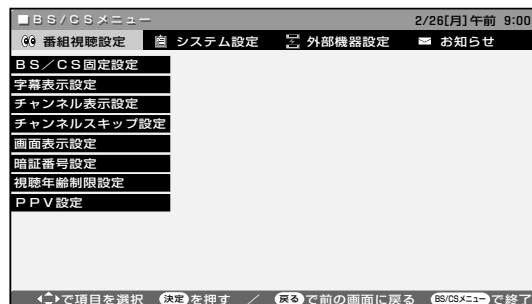 ■BS/CSメニュー 2/26[月]午前 9:00
番組視聴設定 システム設定 外部機器設定 お知らせ
BS/CS固定設定
字幕表示設定
チャンネル表示設定
チャンネルスキップ設定
画面表示設定
暗証番号設定
視聴年齢制限設定
PPV設定
で項目を選択 決定を押す / 戻るで前の画面に戻る BS/CSメニューで終了